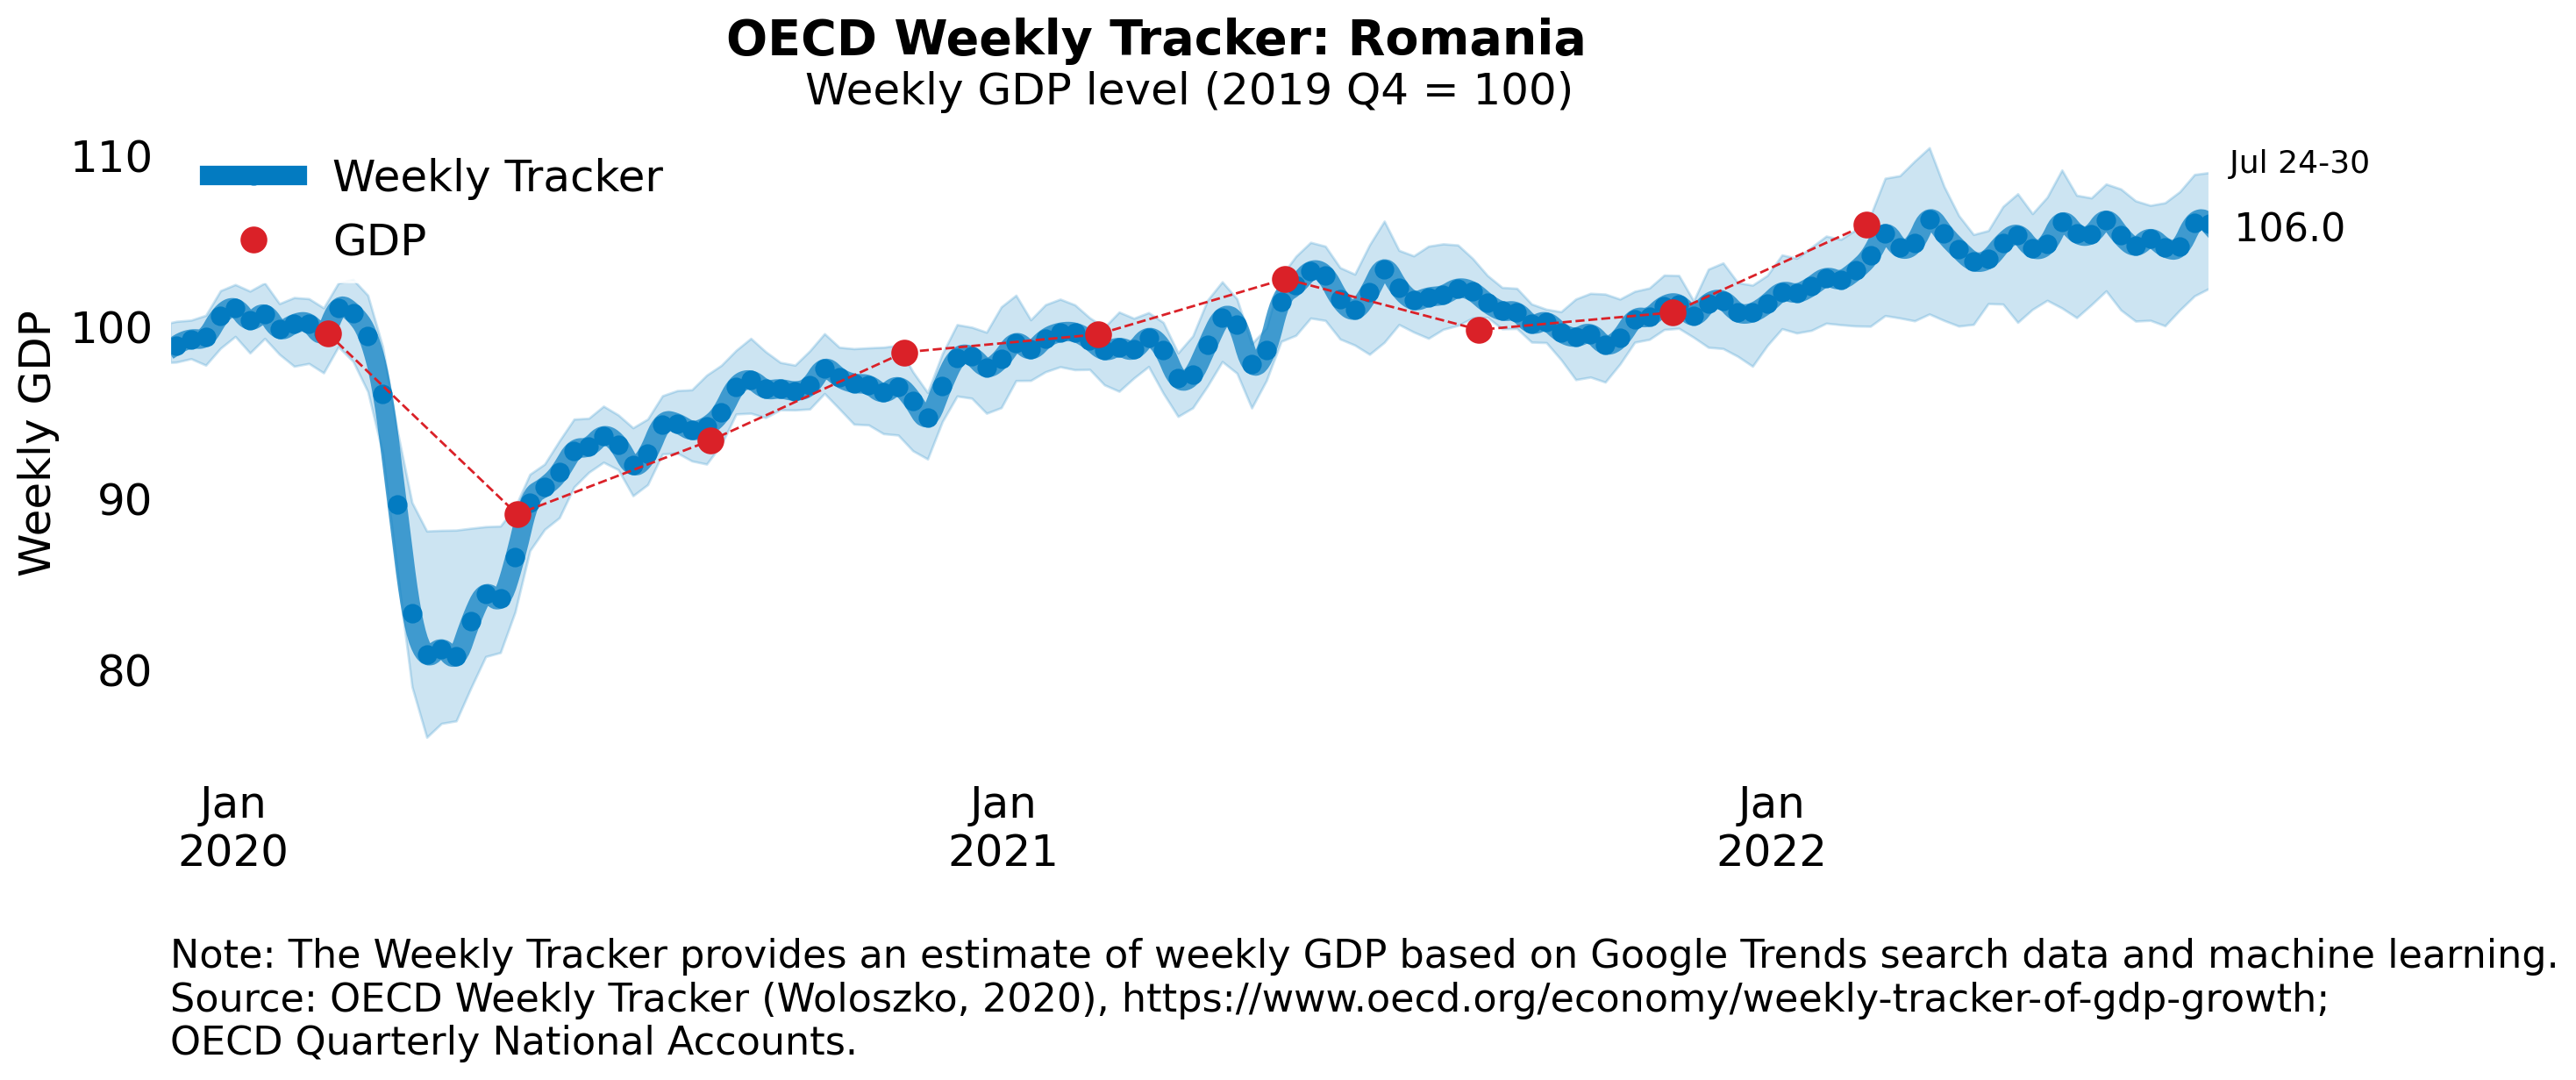 OECD Weekly Tracker: Romania
Weekly GDP level (2019 Q4 = 100)
110
100
90
80
Weekly GDP
Weekly Tracker
GDP
Jul 24-30
106.0
Jan
2020
Jan
2021
Jan
2022
Note: The Weekly Tracker provides an estimate of weekly GDP based on Google Trends search data and machine learning.
Source: OECD Weekly Tracker (Woloszko, 2020), https://www.oecd.org/economy/weekly-tracker-of-gdp-growth;
OECD Quarterly National Accounts.